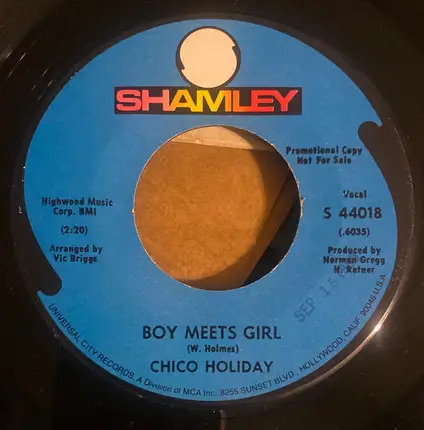 SHAMLEY
Promotional Copy
Not For Sale
Highwood Music
Corp. BMI
(2:20)
Arranged by
Vic Briggs
Vocal
S 44018
(.6035)
Produced by
Norman Gregg
H. Ratner
BOY MEETS GIRL
(W. Holmes)
CHICO HOLIDAY
UNIVERSAL CITY RECORDS, A Division of MCA Inc., 8255 SUNSET BLVD., HOLLYWOOD, CALIF. 90046 U.S.A.